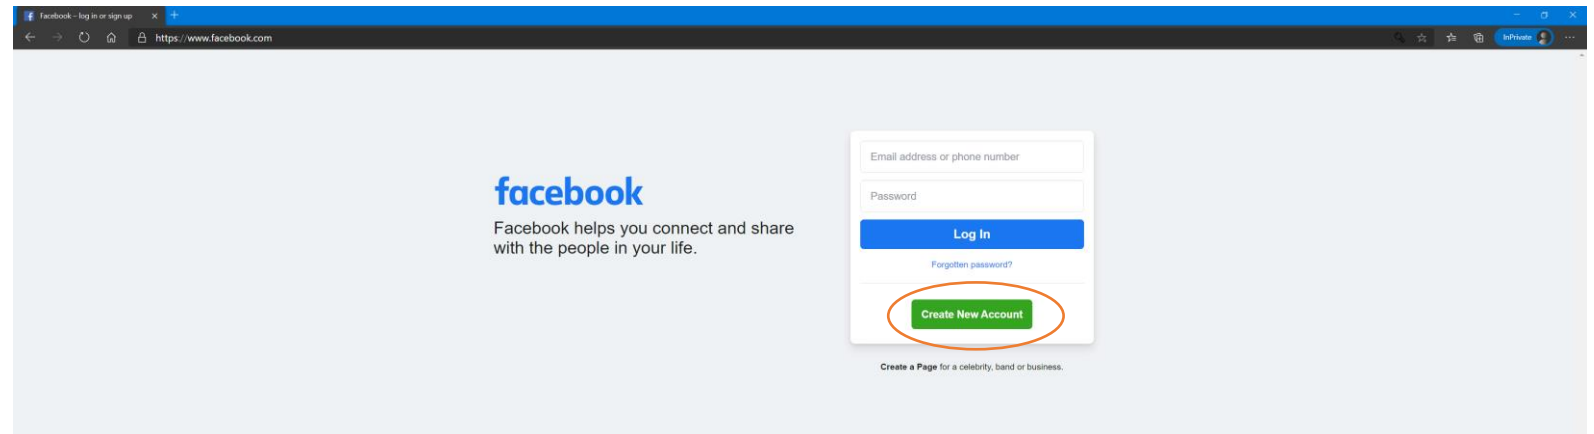 Facebook – log in or sign up
https://www.facebook.com
InPrivate
facebook
Facebook helps you connect and share
with the people in your life.
Email address or phone number
Password
Log In
Forgotten password?
Create New Account
Create a Page for a celebrity, band or business.